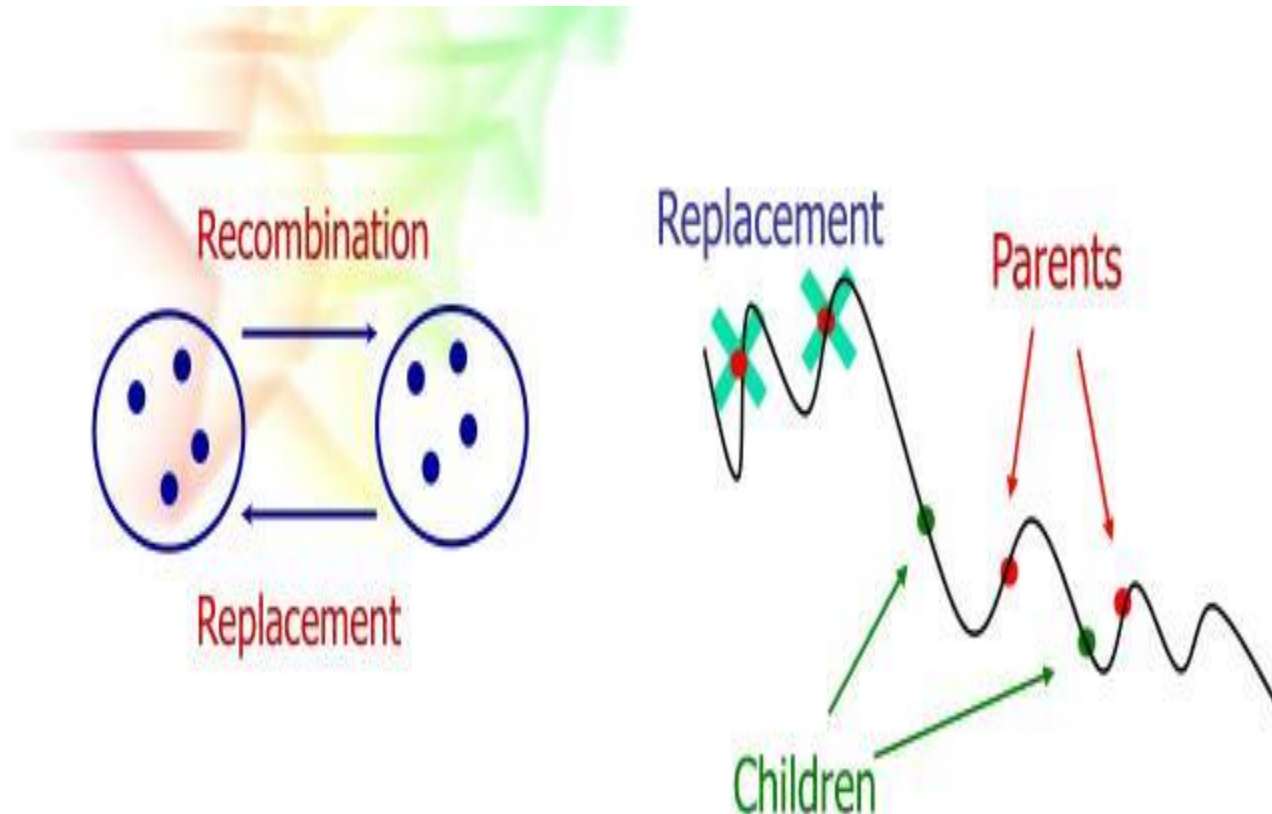 Recombination
Replacement
Replacement
Parents
Children